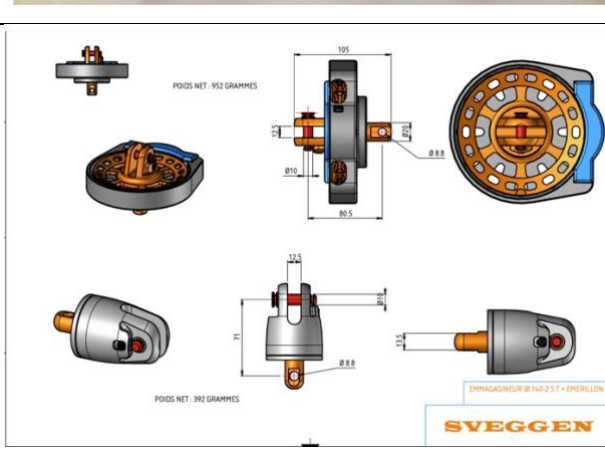 105
POIDS NET : 952 GRAMMES
12.5
Ø20
Ø 8.8
Ø10
80.5
12.5
Ø10
71
13.5
Ø 8.8
POIDS NET : 392 GRAMMES
EMMAGASINEUR Ø 140-2.5 T + EMERILLON
SVEGGEN